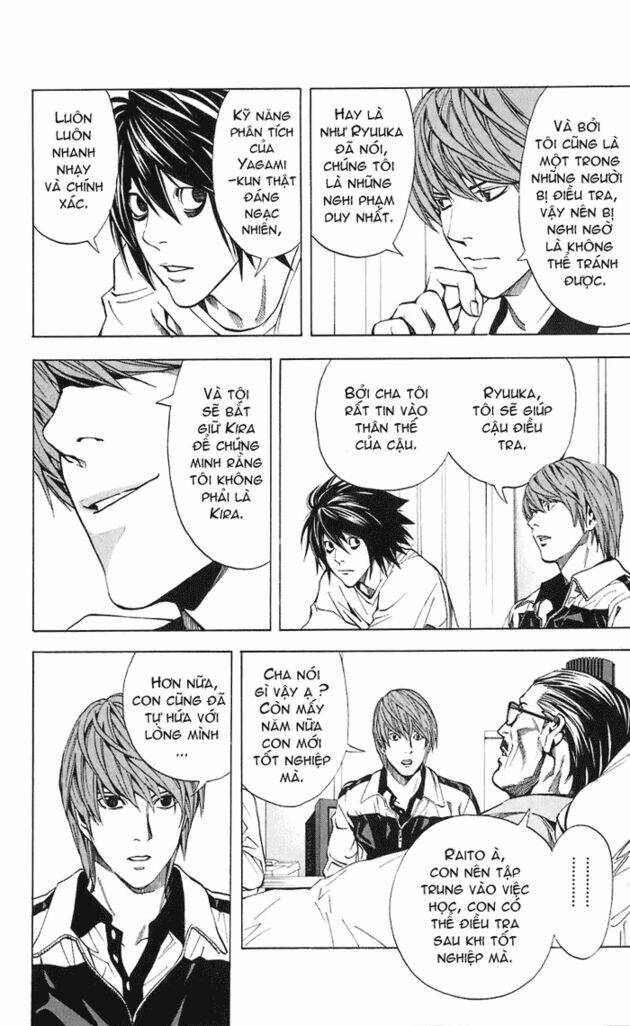 VÀ BỞI
TÔI CŨNG LÀ
MỘT TRONG
NHỮNG NGƯỜI
BỊ ĐIỀU TRA,
VẬY NÊN BỊ
NGHI NGỜ
LÀ KHÔNG
THỂ TRÁNH
ĐƯỢC.
HAY LÀ
NHƯ RYUUKA
ĐÃ NÓI,
CHÚNG TÔI
LÀ NHỮNG
NGHI PHẠM
DUY NHẤT.
KỸ NĂNG
PHÂN TÍCH
CỦA
YAGAMI
-KUN THẬT
ĐÁNG
NGẠC
NHIÊN,
LUÔN
LUÔN
NHANH
NHẠY
VÀ CHÍNH
XÁC.
RYUUKA,
TÔI SẼ GIÚP
CẬU ĐIỀU
TRA.
BỞI CHA TÔI
RẤT TIN VÀO
THÂN THẾ
CỦA CẬU.
VÀ TÔI
SẼ BẮT
GIỮ KIRA
ĐỂ CHỨNG
MINH RẰNG
TÔI KHÔNG
PHẢI LÀ
KIRA.
RAITO À,
CON NÊN TẬP
TRUNG VÀO VIỆC
HỌC, CON CÓ
THỂ ĐIỀU TRA
SAU KHI TỐT
NGHIỆP MÀ.
CHA NÓI
GÌ VẬY Ạ ?
CÒN MẤY
NĂM NỮA
CON MỚI
TỐT NGHIỆP
MÀ.
HƠN NỮA,
CON CŨNG ĐÃ
TỰ HỨA VỚI
LÒNG MÌNH
...